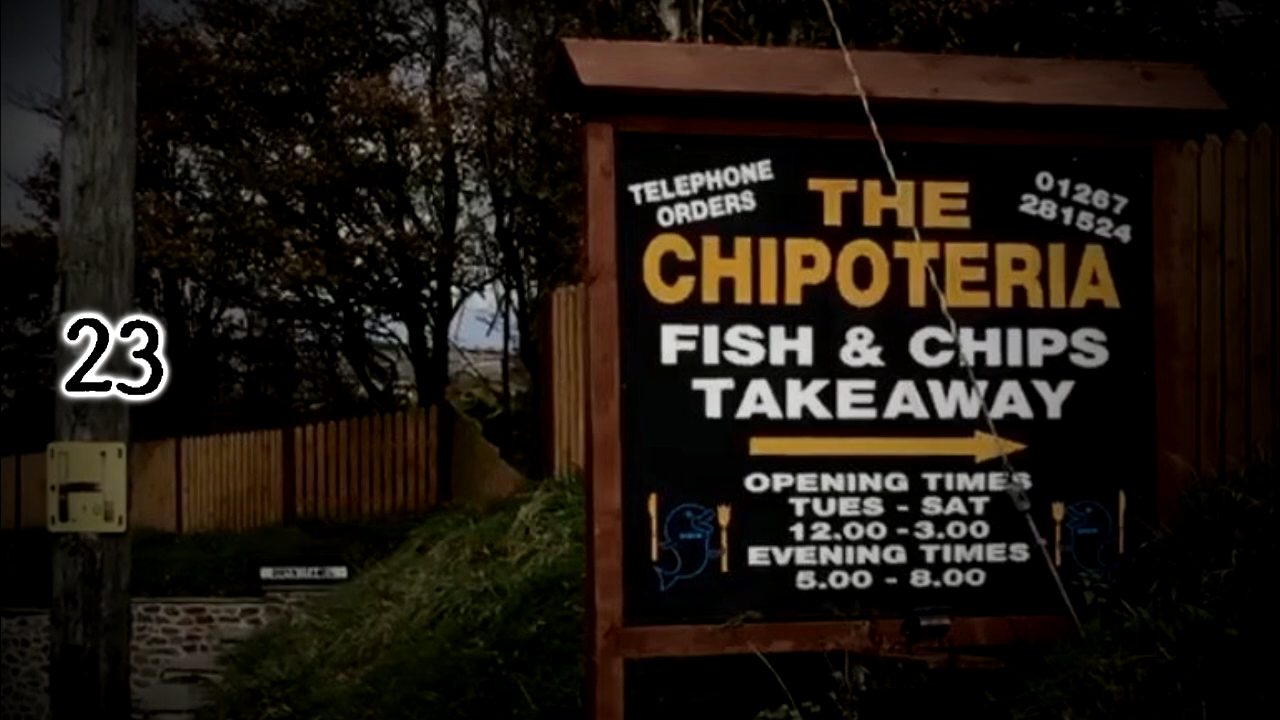 23
TELEPHONE
ORDERS
01267
281524
THE
CHIPOTERIA
FISH & CHIPS
TAKEAWAY
OPENING TIMES
TUES - SAT
12.00 - 3.00
EVENING TIMES
5.00 - 8.00